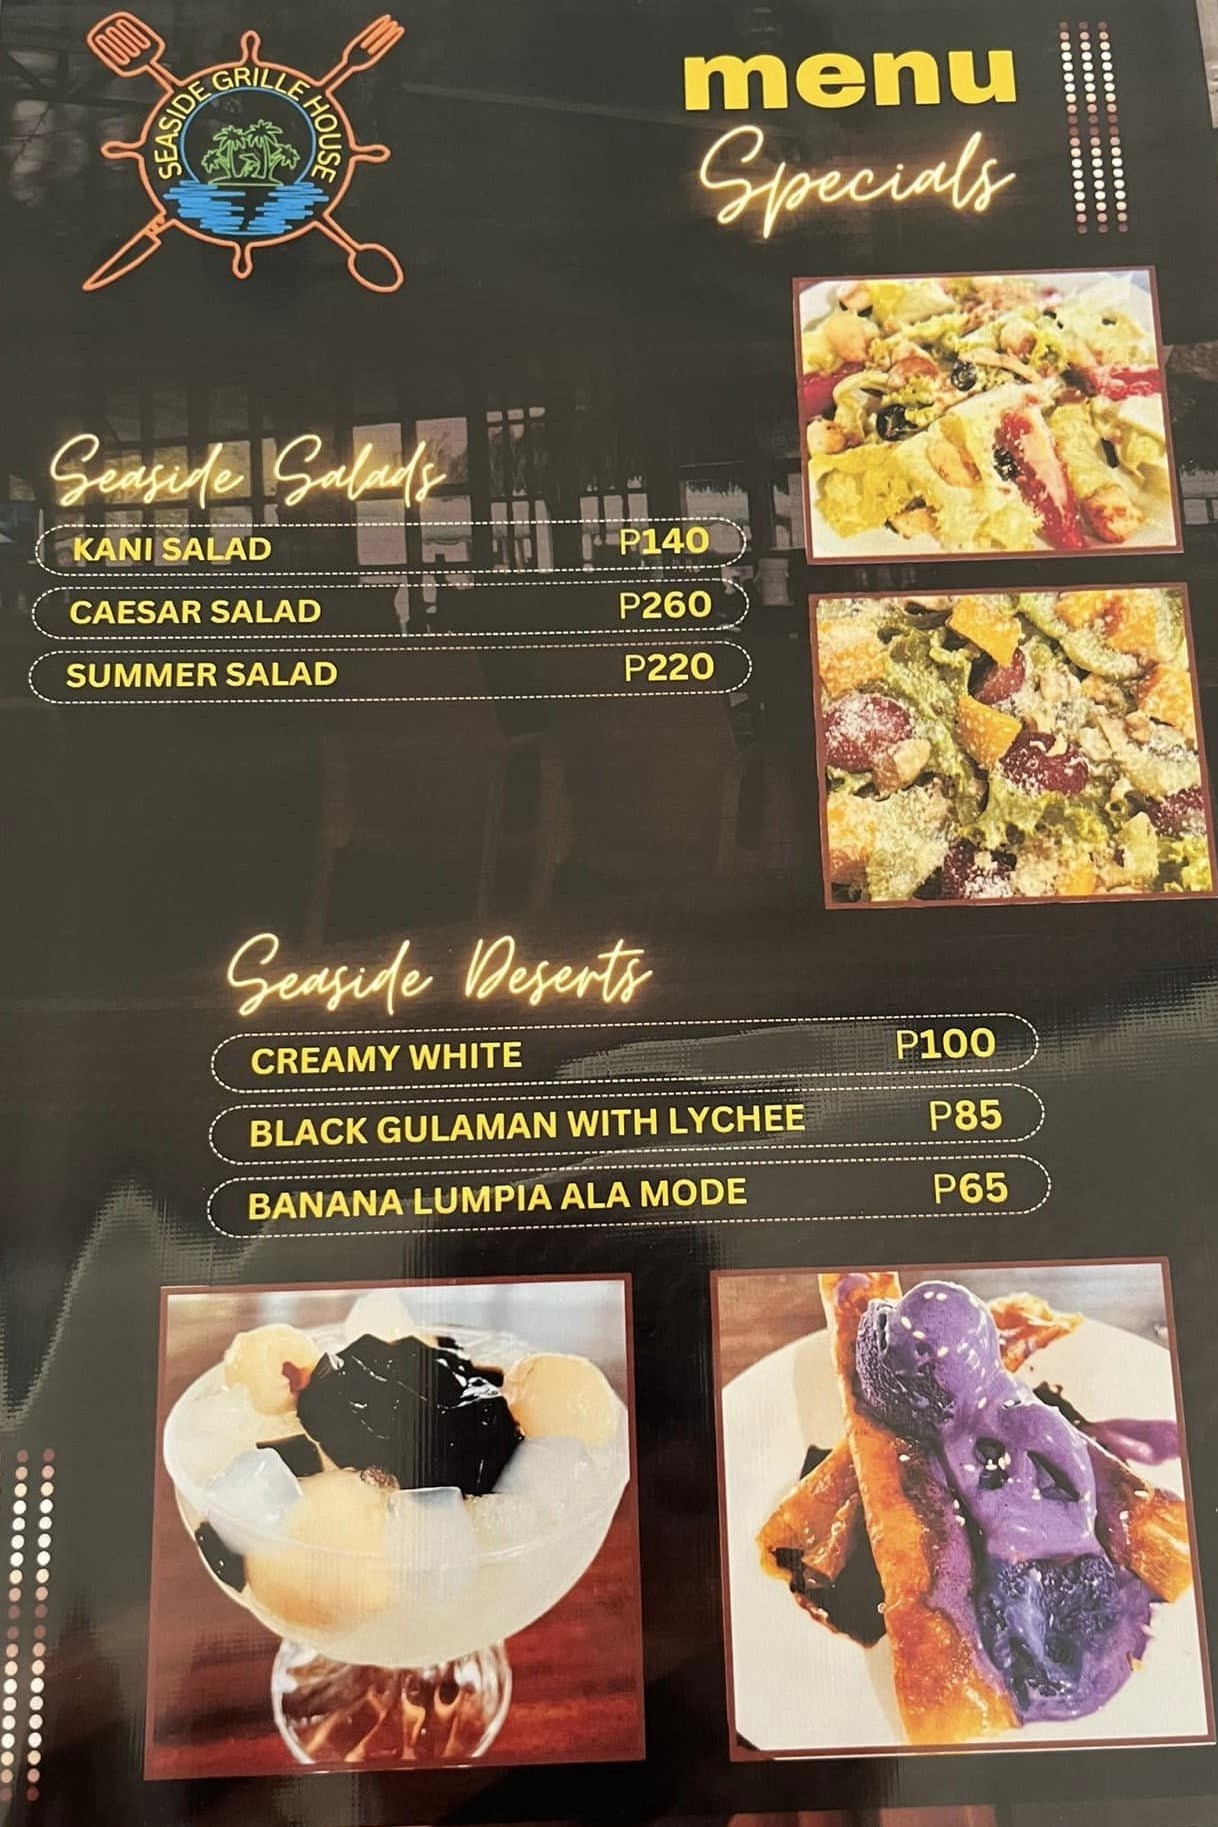 SEASIDE GRILLE HOUSE
menu
Specials
Seaside Salads
KANI SALAD P140
CAESAR SALAD P260
SUMMER SALAD P220
Seaside Deserts
CREAMY WHITE P100
BLACK GULAMAN WITH LYCHEE P85
BANANA LUMPIA ALA MODE P65